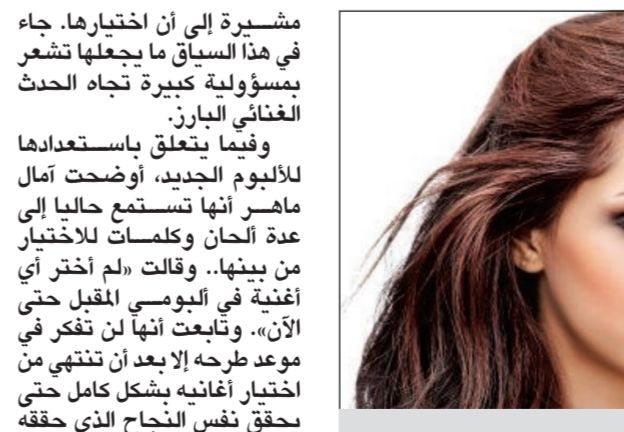 مشيرة إلى أن اختيارها. جاء
في هذا السياق ما يجعلها تشعر
بمسؤولية كبيرة تجاه الحدث
الغنائي البارز.
وفيما يتعلق باستعدادها
للألبوم الجديد، أوضحت آمال
ماهر أنها تستمع حاليا إلى
عدة ألحان وكلمات للاختيار
من بينها.. وقالت «لم أختر أي
أغنية في ألبومي المقبل حتى
الآن». وتابعت أنها لن تفكر في
موعد طرحه إلا بعد أن تنتهي من
اختيار أغانيه بشكل كامل حتى
يحقق نفس النجاح الذي حققه